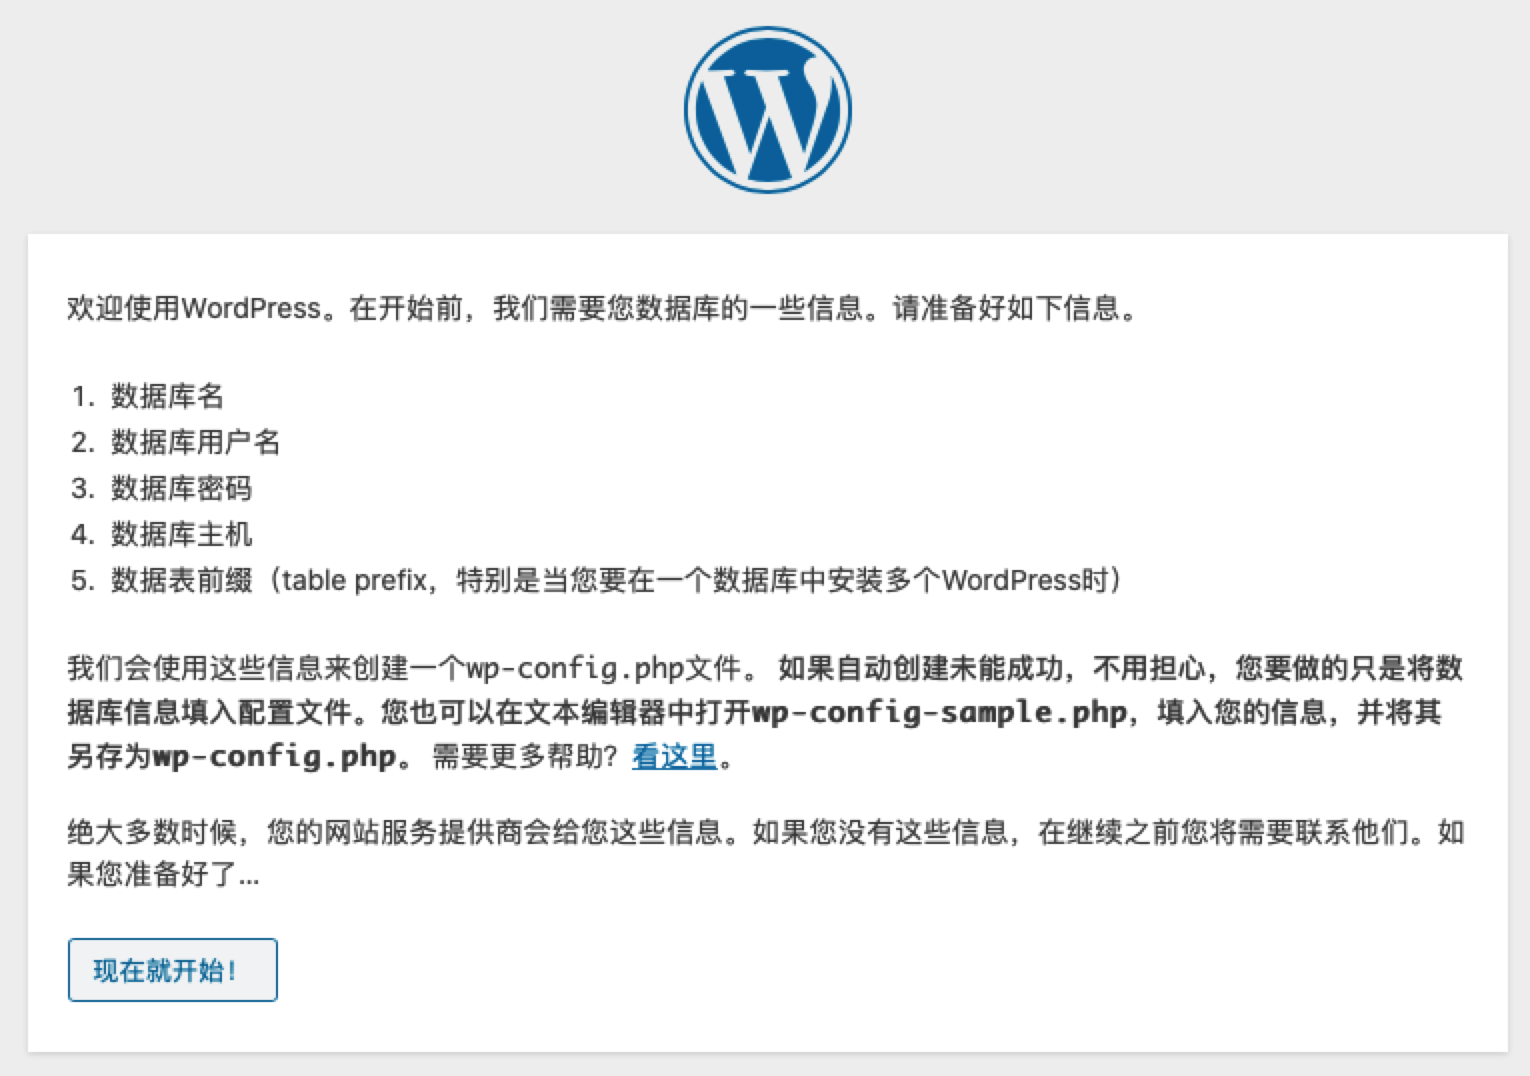 欢迎使用WordPress。在开始前，我们需要您数据库的一些信息。请准备好如下信息。
1. 数据库名
2. 数据库用户名
3. 数据库密码
4. 数据库主机
5. 数据表前缀（table prefix，特别是当您要在一个数据库中安装多个WordPress时）
我们会使用这些信息来创建一个wp-config.php文件。 如果自动创建未能成功，不用担心，您要做的只是将数
据库信息填入配置文件。您也可以在文本编辑器中打开wp-config-sample.php，填入您的信息，并将其
另存为wp-config.php。 需要更多帮助？看这里。
绝大多数时候，您的网站服务提供商会给您这些信息。如果您没有这些信息，在继续之前您将需要联系他们。如
果您准备好了...
现在就开始！